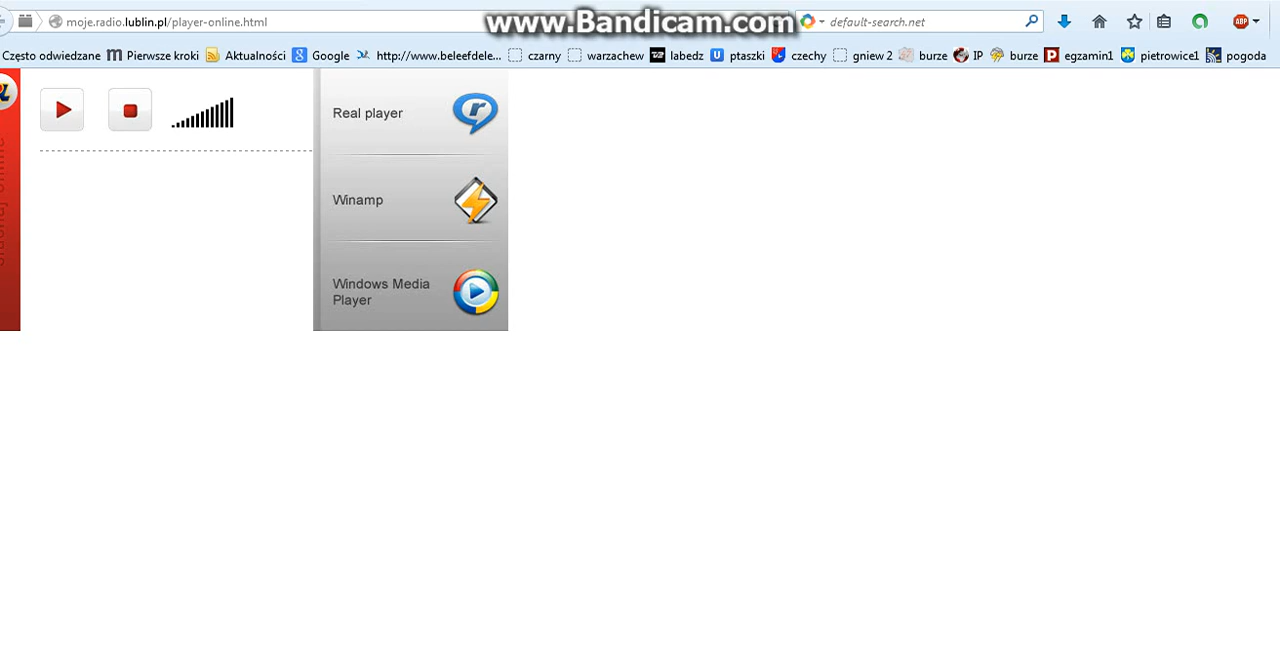 www.Bandicam.com
moje.radio.lublin.pl/player-online.html
default-search.net
ABP
Często odwiedzane Pierwsze kroki Aktualności Google http://www.beleefdele... czarny warzachew labedz ptaszki czechy gniew 2 burze IP burze egzamin1 pietrowice1 pogoda
Real player
Winamp
Windows Media
Player